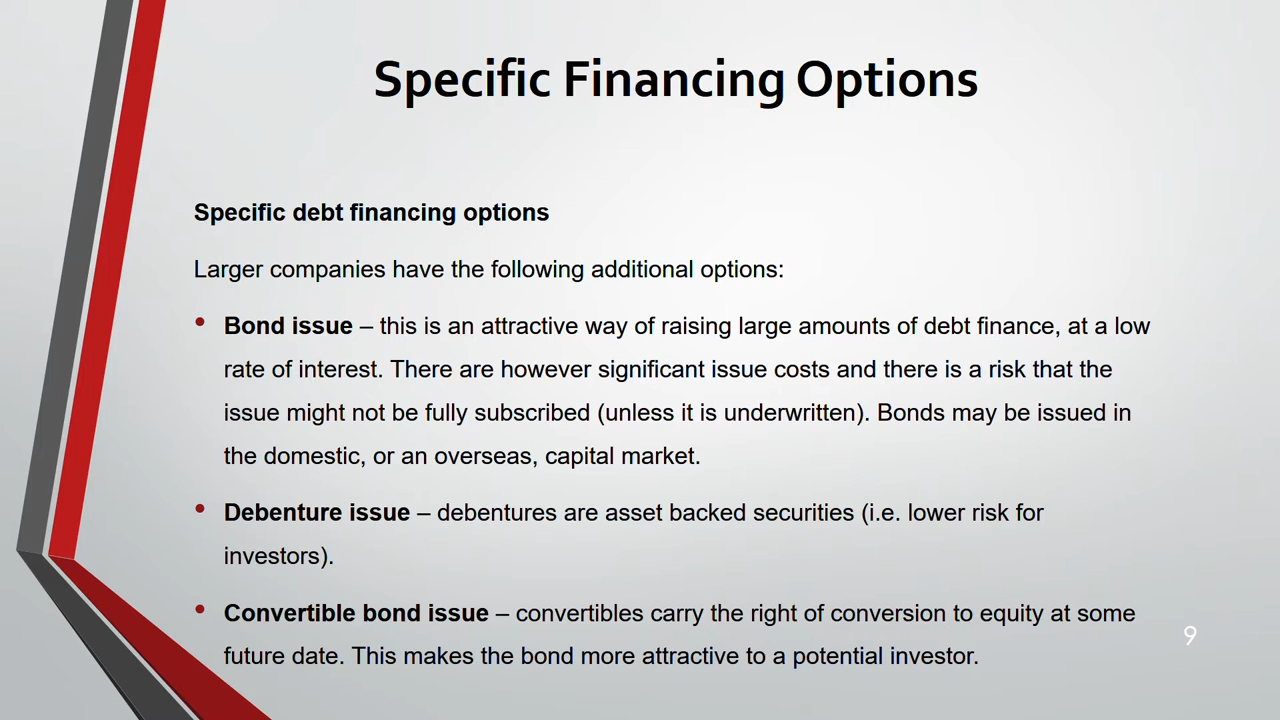 Specific Financing Options
Specific debt financing options
Larger companies have the following additional options:
• Bond issue – this is an attractive way of raising large amounts of debt finance, at a low
rate of interest. There are however significant issue costs and there is a risk that the
issue might not be fully subscribed (unless it is underwritten). Bonds may be issued in
the domestic, or an overseas, capital market.
• Debenture issue – debentures are asset backed securities (i.e. lower risk for
investors).
• Convertible bond issue – convertibles carry the right of conversion to equity at some
future date. This makes the bond more attractive to a potential investor.
9